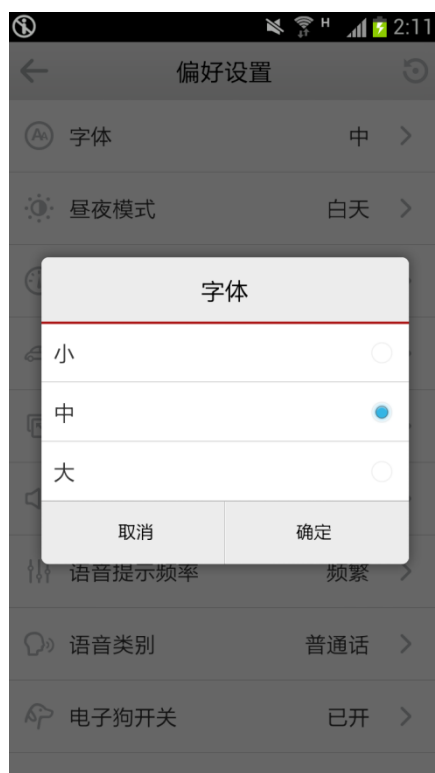 H 2:11
偏好设置
字体 中
昼夜模式 白天
字体
小
中
大
取消 确定
语音提示频率 频繁
语音类别 普通话
电子狗开关 已开